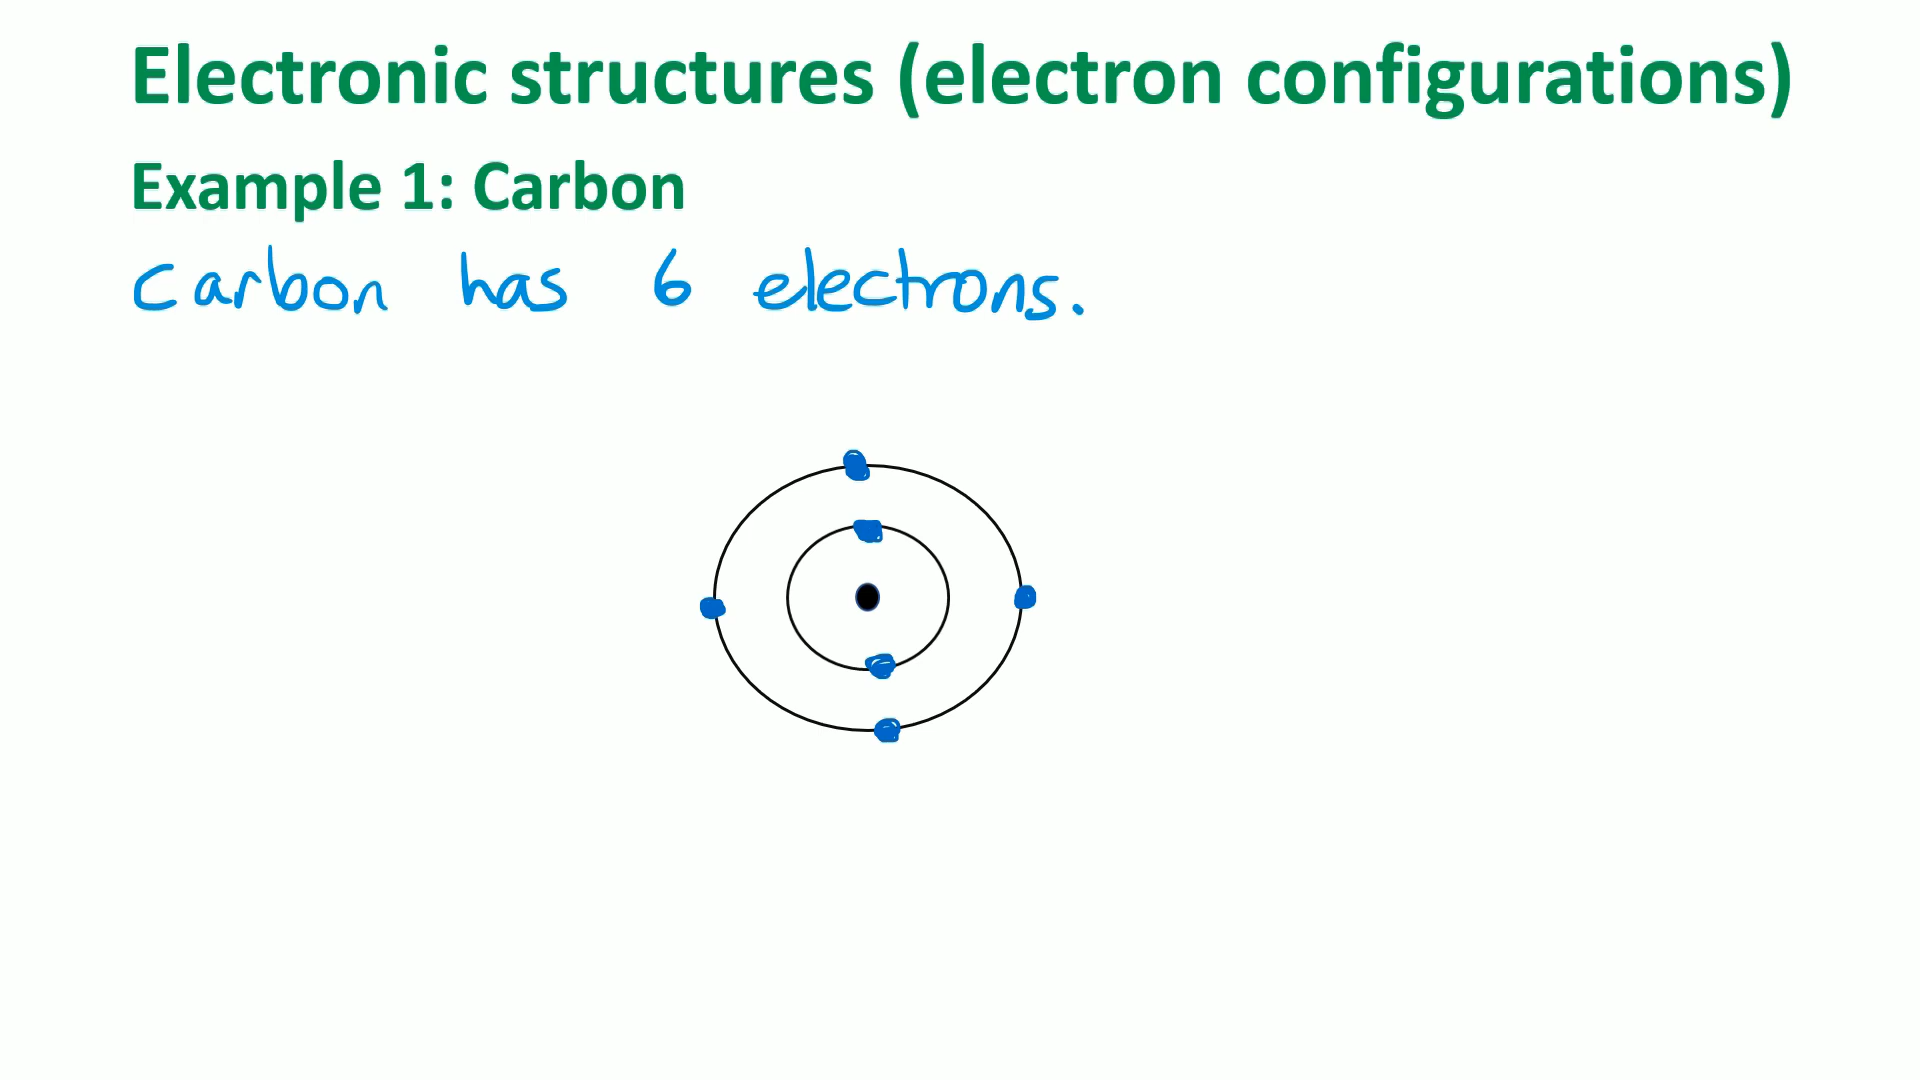 Electronic structures (electron configurations)
Example 1: Carbon
Carbon has 6 electrons.